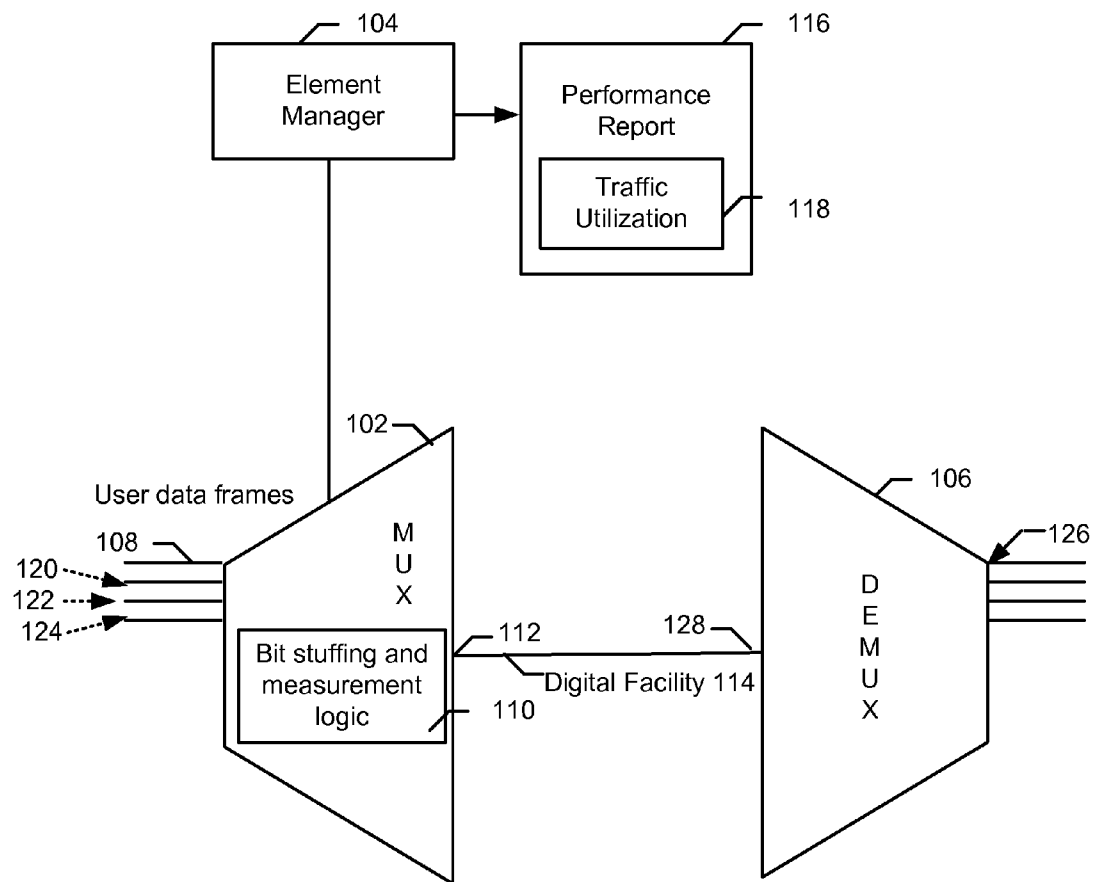 104
Element
Manager
116
Performance
Report
Traffic
Utilization
118
102
User data frames
108
120
122
124
M
U
X
Bit stuffing and
measurement
logic
110
112
Digital Facility 114
128
106
126
D
E
M
U
X